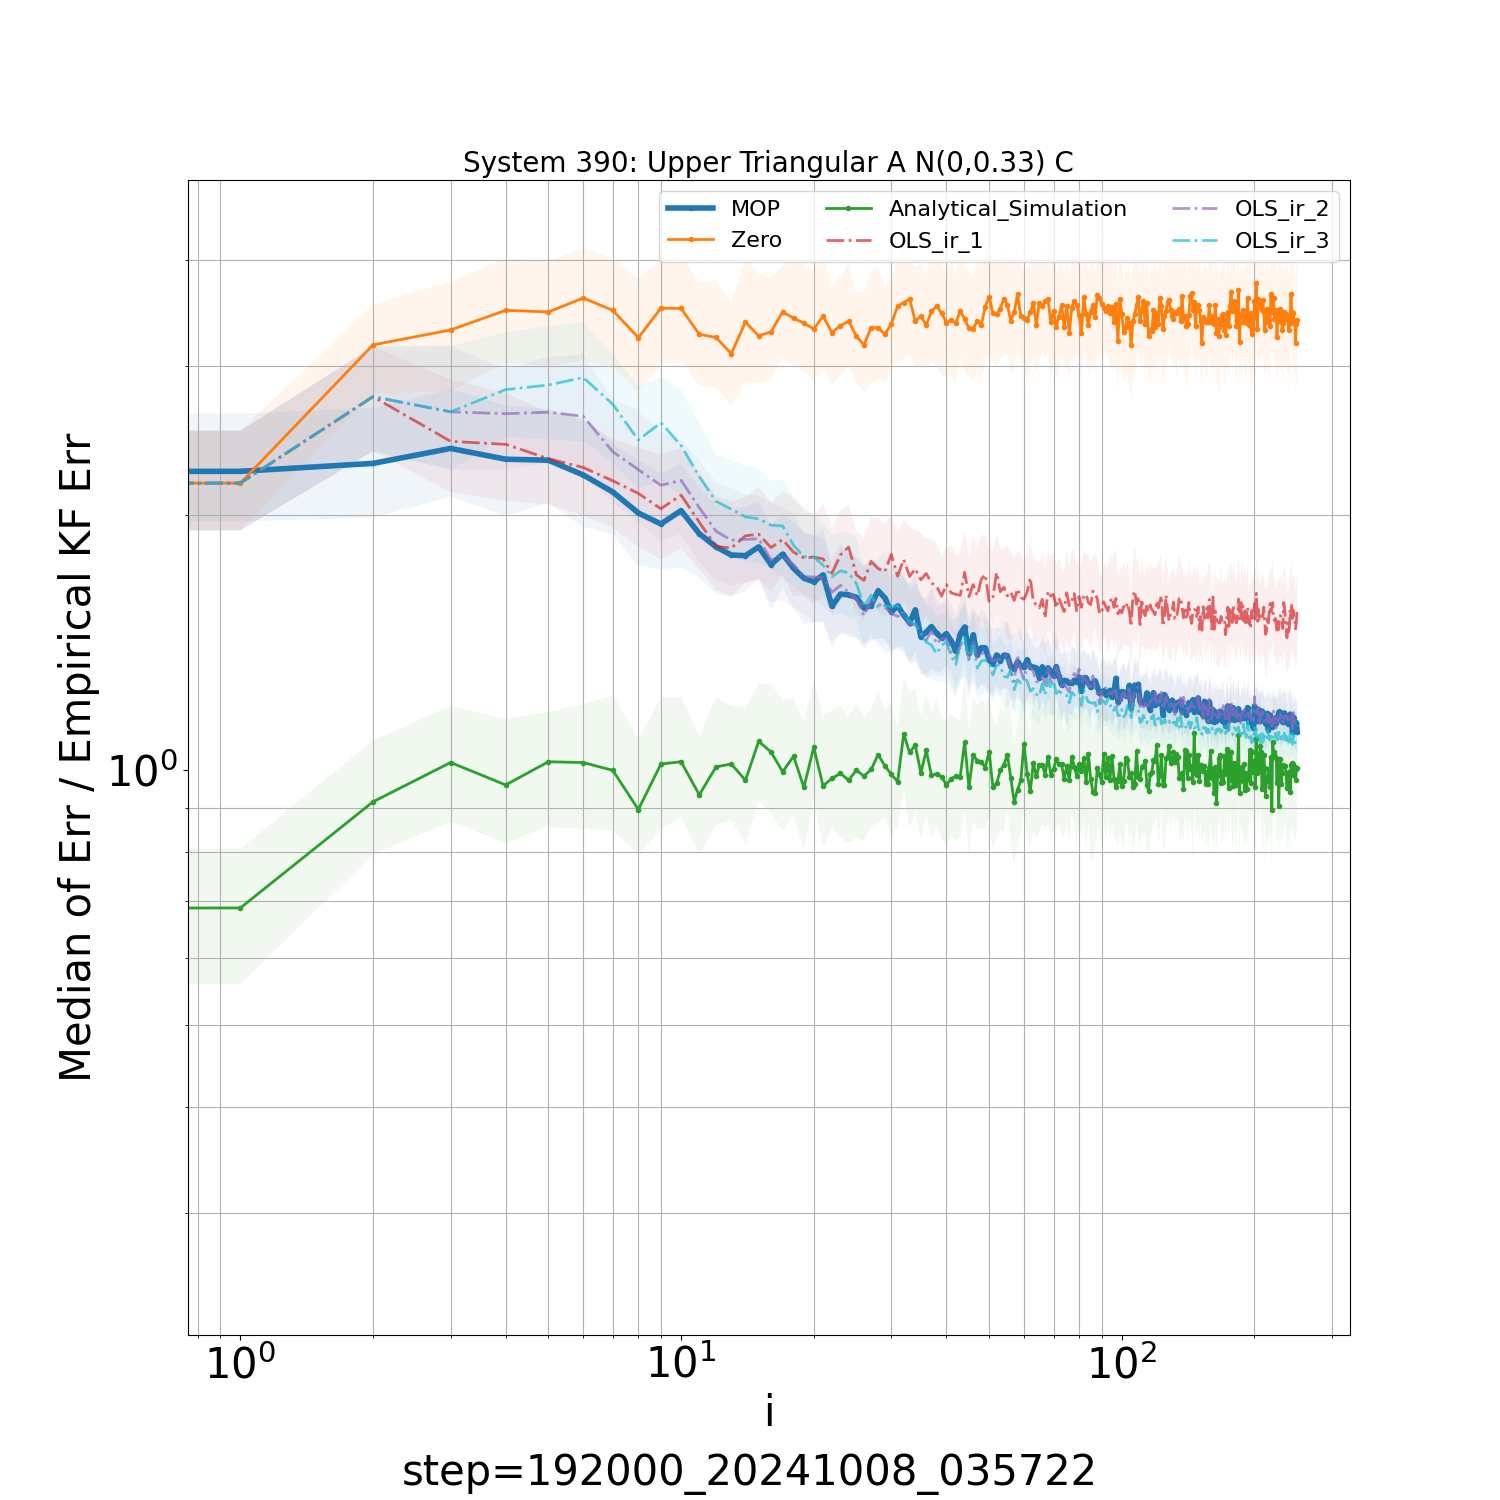 System 390: Upper Triangular A N(0,0.33) C
MOP
Zero
Analytical_Simulation
OLS_ir_1
OLS_ir_2
OLS_ir_3
Median of Err / Empirical KF Err
10⁰
10⁰
10¹
10²
i
step=192000_20241008_035722